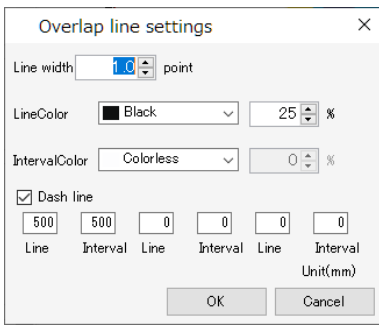 Overlap line settings
Line width 1.0 point
LineColor Black 25 %
IntervalColor Colorless 0 %
Dash line
500 500 0 0 0 0
Line Interval Line Interval Line Interval
Unit(mm)
OK Cancel